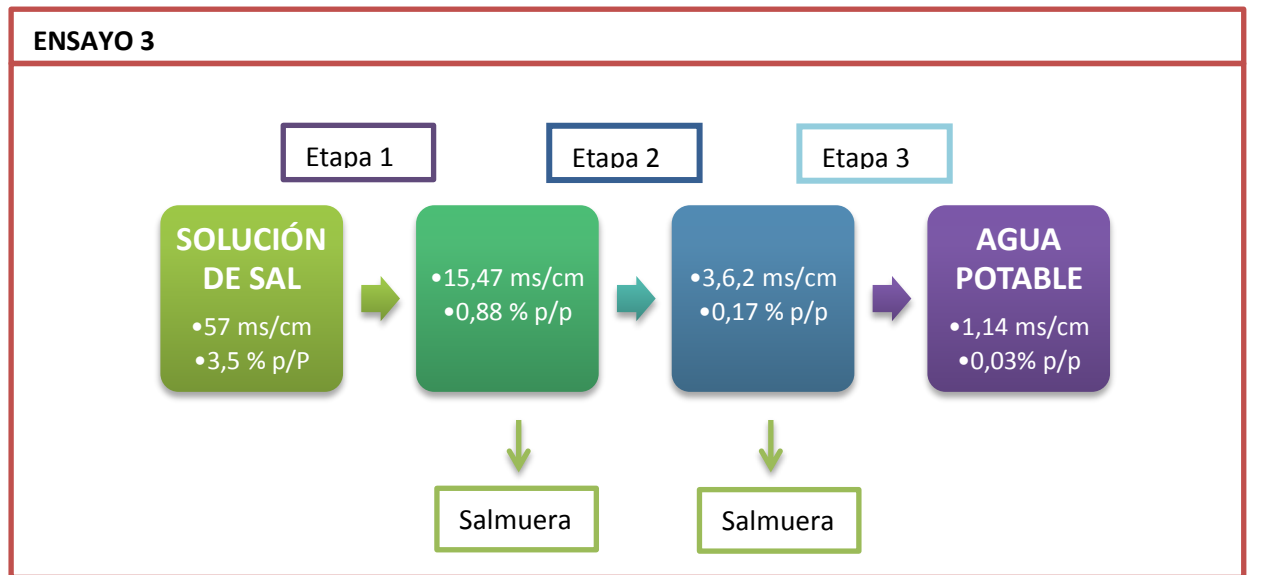 ENSAYO 3
Etapa 1
Etapa 2
Etapa 3
SOLUCIÓN
DE SAL
•57 ms/cm
•3,5 % p/P
•15,47 ms/cm
•0,88 % p/p
•3,6,2 ms/cm
•0,17 % p/p
AGUA
POTABLE
•1,14 ms/cm
•0,03% p/p
Salmuera
Salmuera